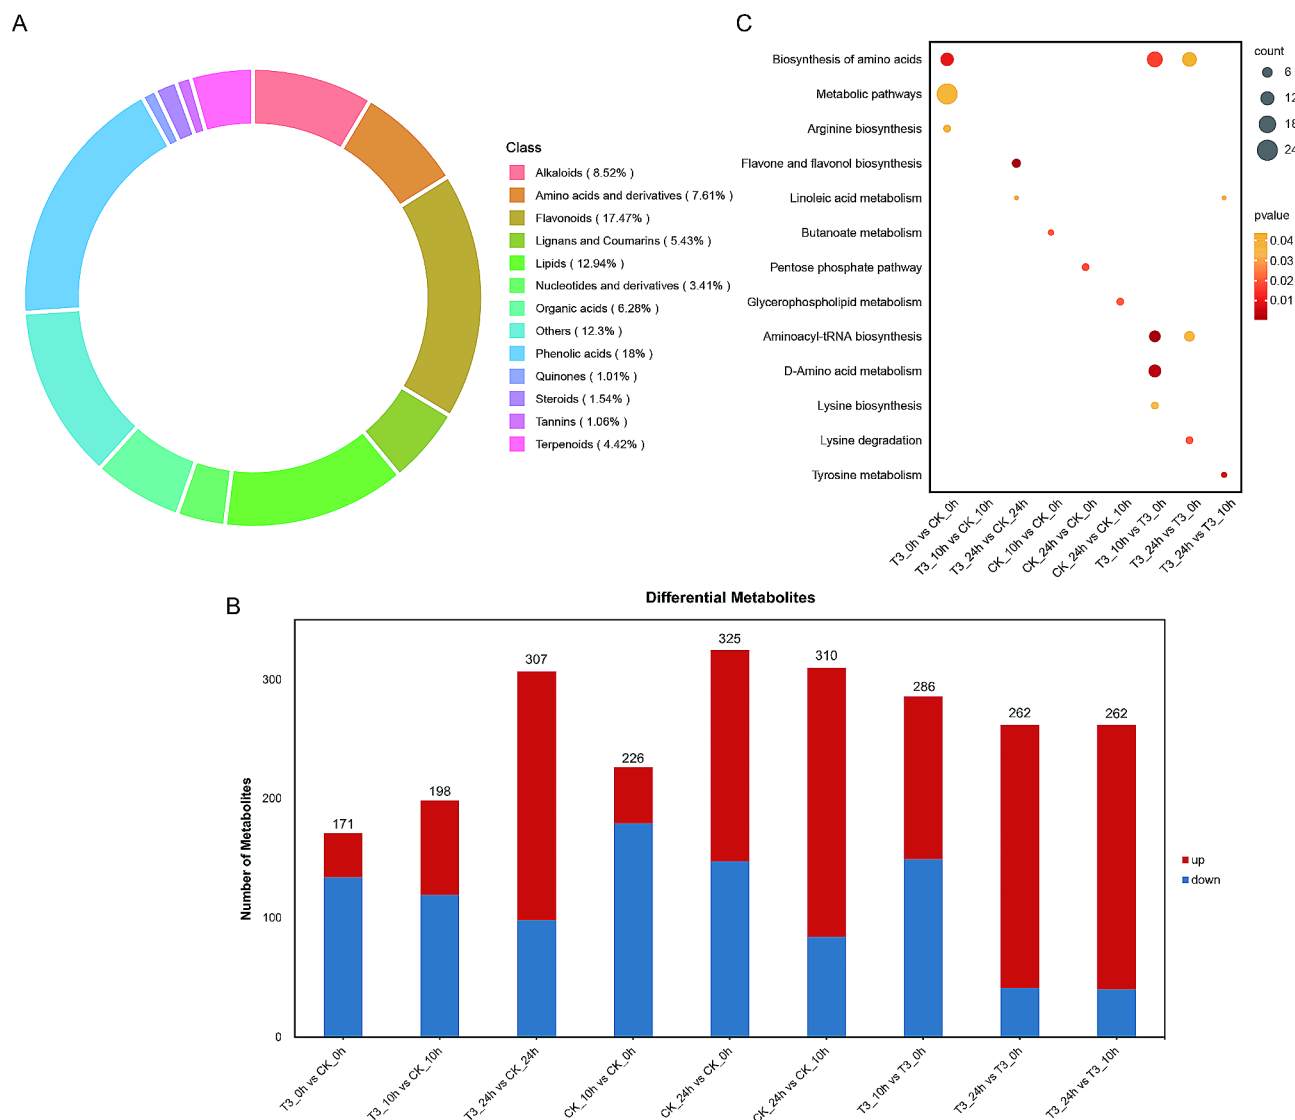 A
Class
Alkaloids ( 8.52% )
Amino acids and derivatives ( 7.61% )
Flavonoids ( 17.47% )
Lignans and Coumarins ( 5.43% )
Lipids ( 12.94% )
Nucleotides and derivatives ( 3.41% )
Organic acids ( 6.28% )
Others ( 12.3% )
Phenolic acids ( 18% )
Quinones ( 1.01% )
Steroids ( 1.54% )
Tannins ( 1.06% )
Terpenoids ( 4.42% )
C
Biosynthesis of amino acids
Metabolic pathways
Arginine biosynthesis
Flavone and flavonol biosynthesis
Linoleic acid metabolism
Butanoate metabolism
Pentose phosphate pathway
Glycerophospholipid metabolism
Aminoacyl-tRNA biosynthesis
D-Amino acid metabolism
Lysine biosynthesis
Lysine degradation
Tyrosine metabolism
T3_0h vs CK_0h
T3_10h vs CK_10h
T3_24h vs CK_24h
CK_10h vs CK_0h
CK_24h vs CK_0h
CK_24h vs CK_10h
T3_10h vs T3_0h
T3_24h vs T3_0h
T3_24h vs T3_10h
count
6
12
18
24
pvalue
0.04
0.03
0.02
0.01
B
Differential Metabolites
Number of Metabolites
300
200
100
0
171
198
307
226
325
310
286
262
262
T3_0h vs CK_0h
T3_10h vs CK_10h
T3_24h vs CK_24h
CK_10h vs CK_0h
CK_24h vs CK_0h
CK_24h vs CK_10h
T3_10h vs T3_0h
T3_24h vs T3_0h
T3_24h vs T3_10h
up
down